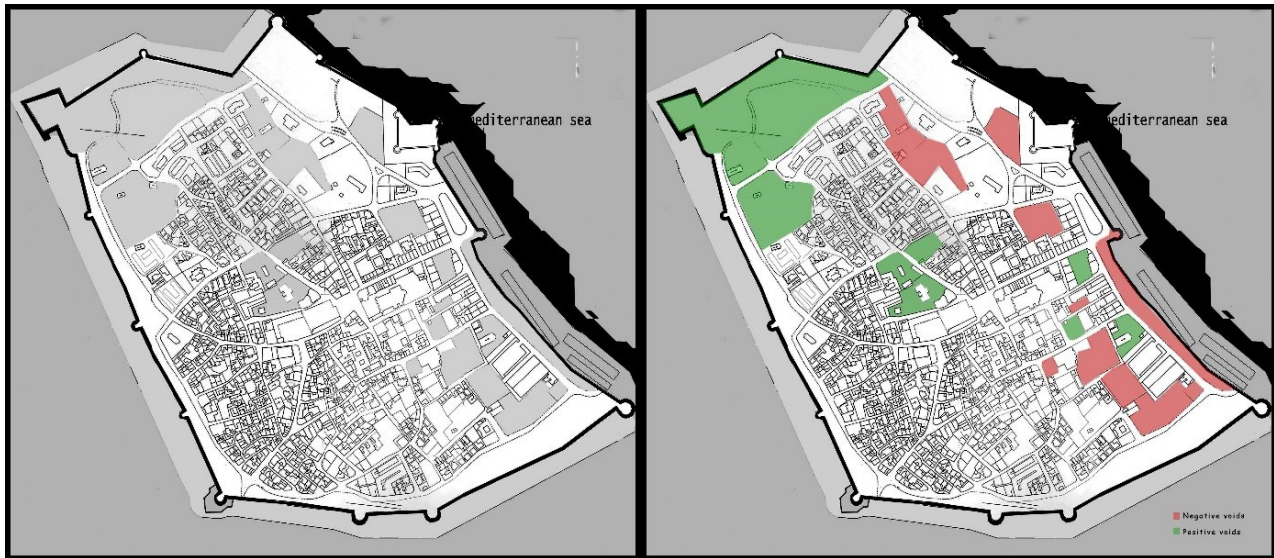 mediterranean sea
mediterranean sea
Negative voids
Positive voids